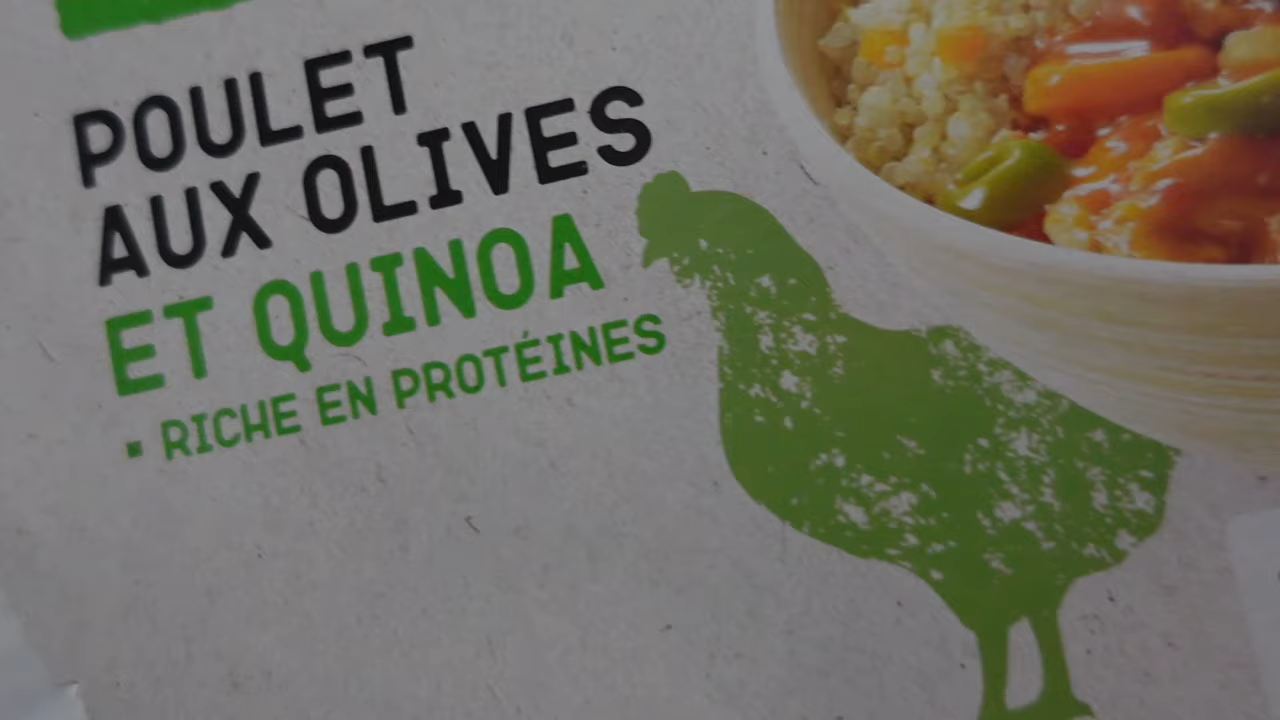 POULET
AUX OLIVES
ET QUINOA
▪ RICHE EN PROTÉINES